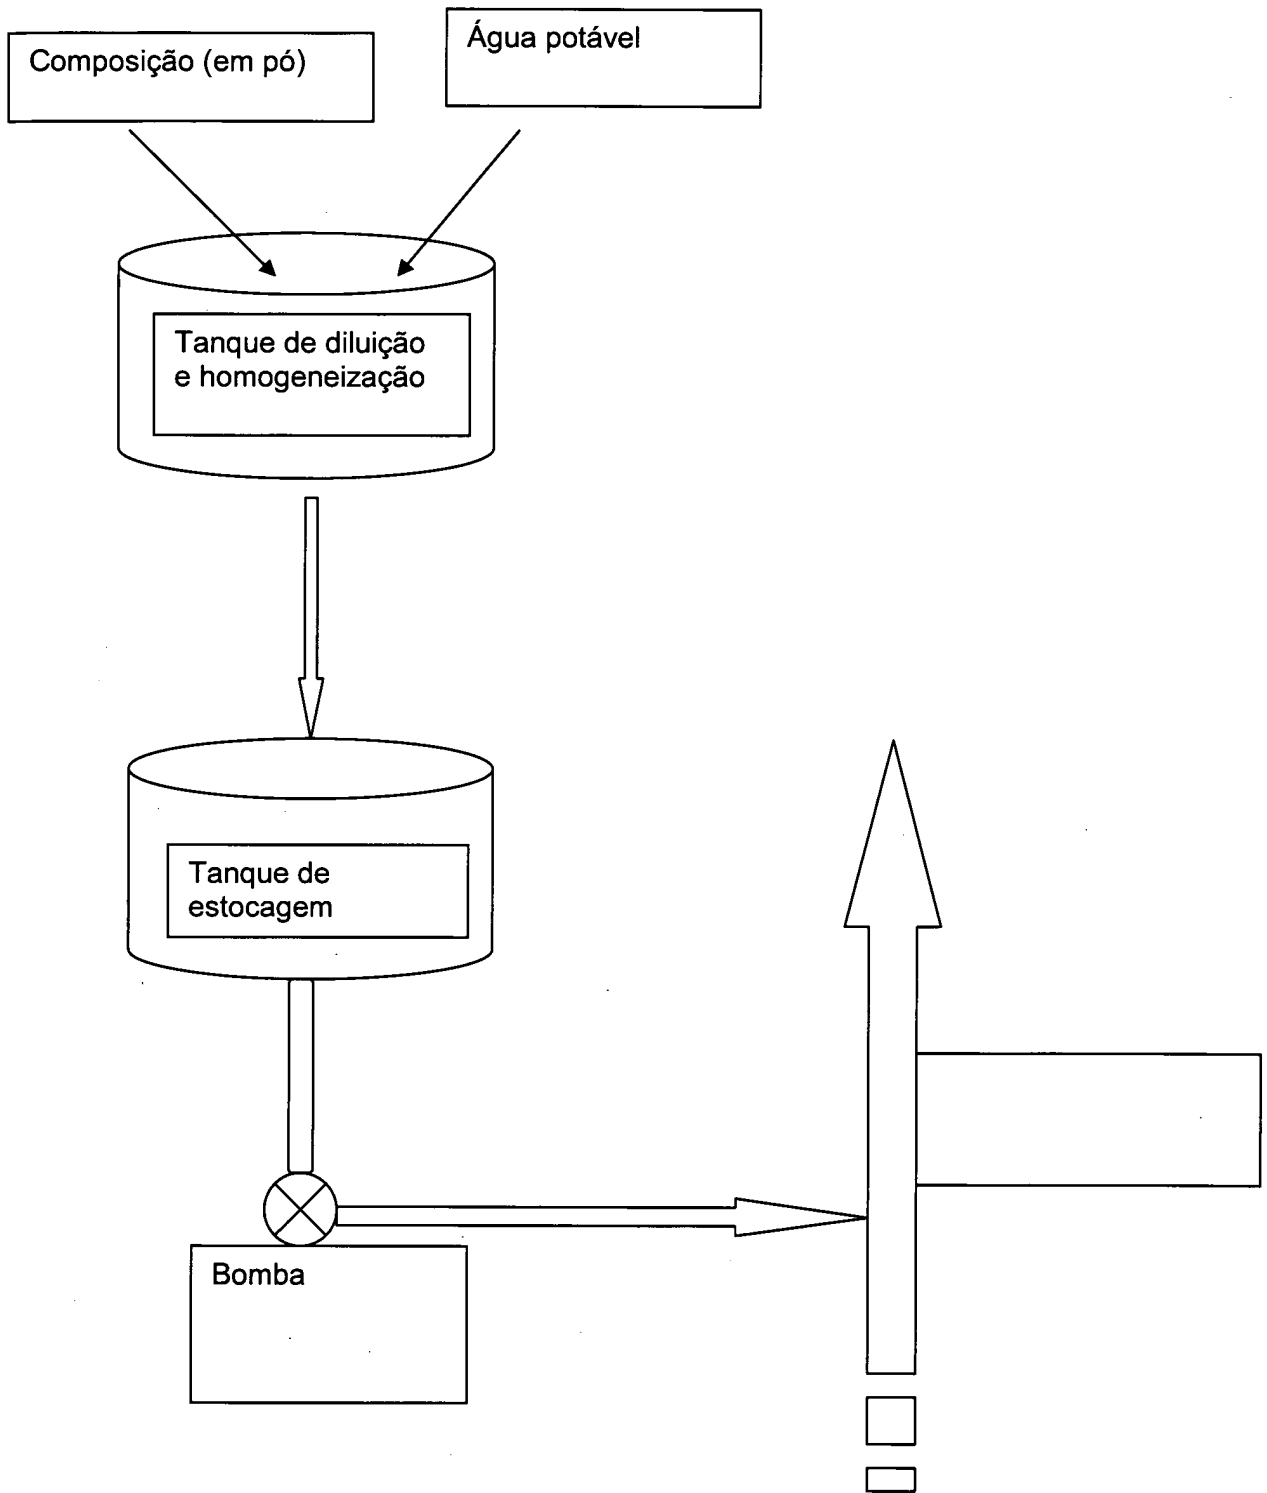 Composição (em pó)
Água potável
Tanque de diluição
e homogeneização
Tanque de
estocagem
Bomba